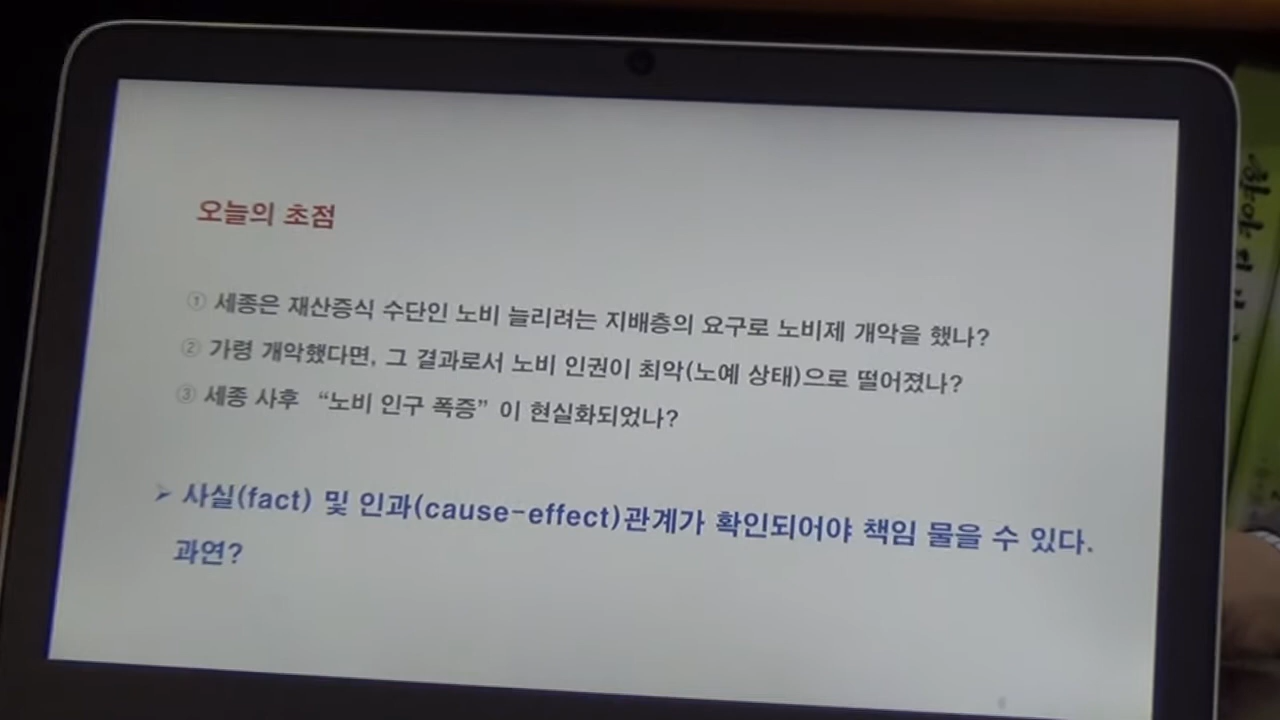 오늘의 초점
① 세종은 재산증식 수단인 노비 늘리려는 지배층의 요구로 노비제 개악을 했나?
② 가령 개악했다면, 그 결과로서 노비 인권이 최악(노예 상태)으로 떨어졌나?
③ 세종 사후 “노비 인구 폭증” 이 현실화되었나?
➢ 사실(fact) 및 인과(cause-effect)관계가 확인되어야 책임 물을 수 있다.
과연?